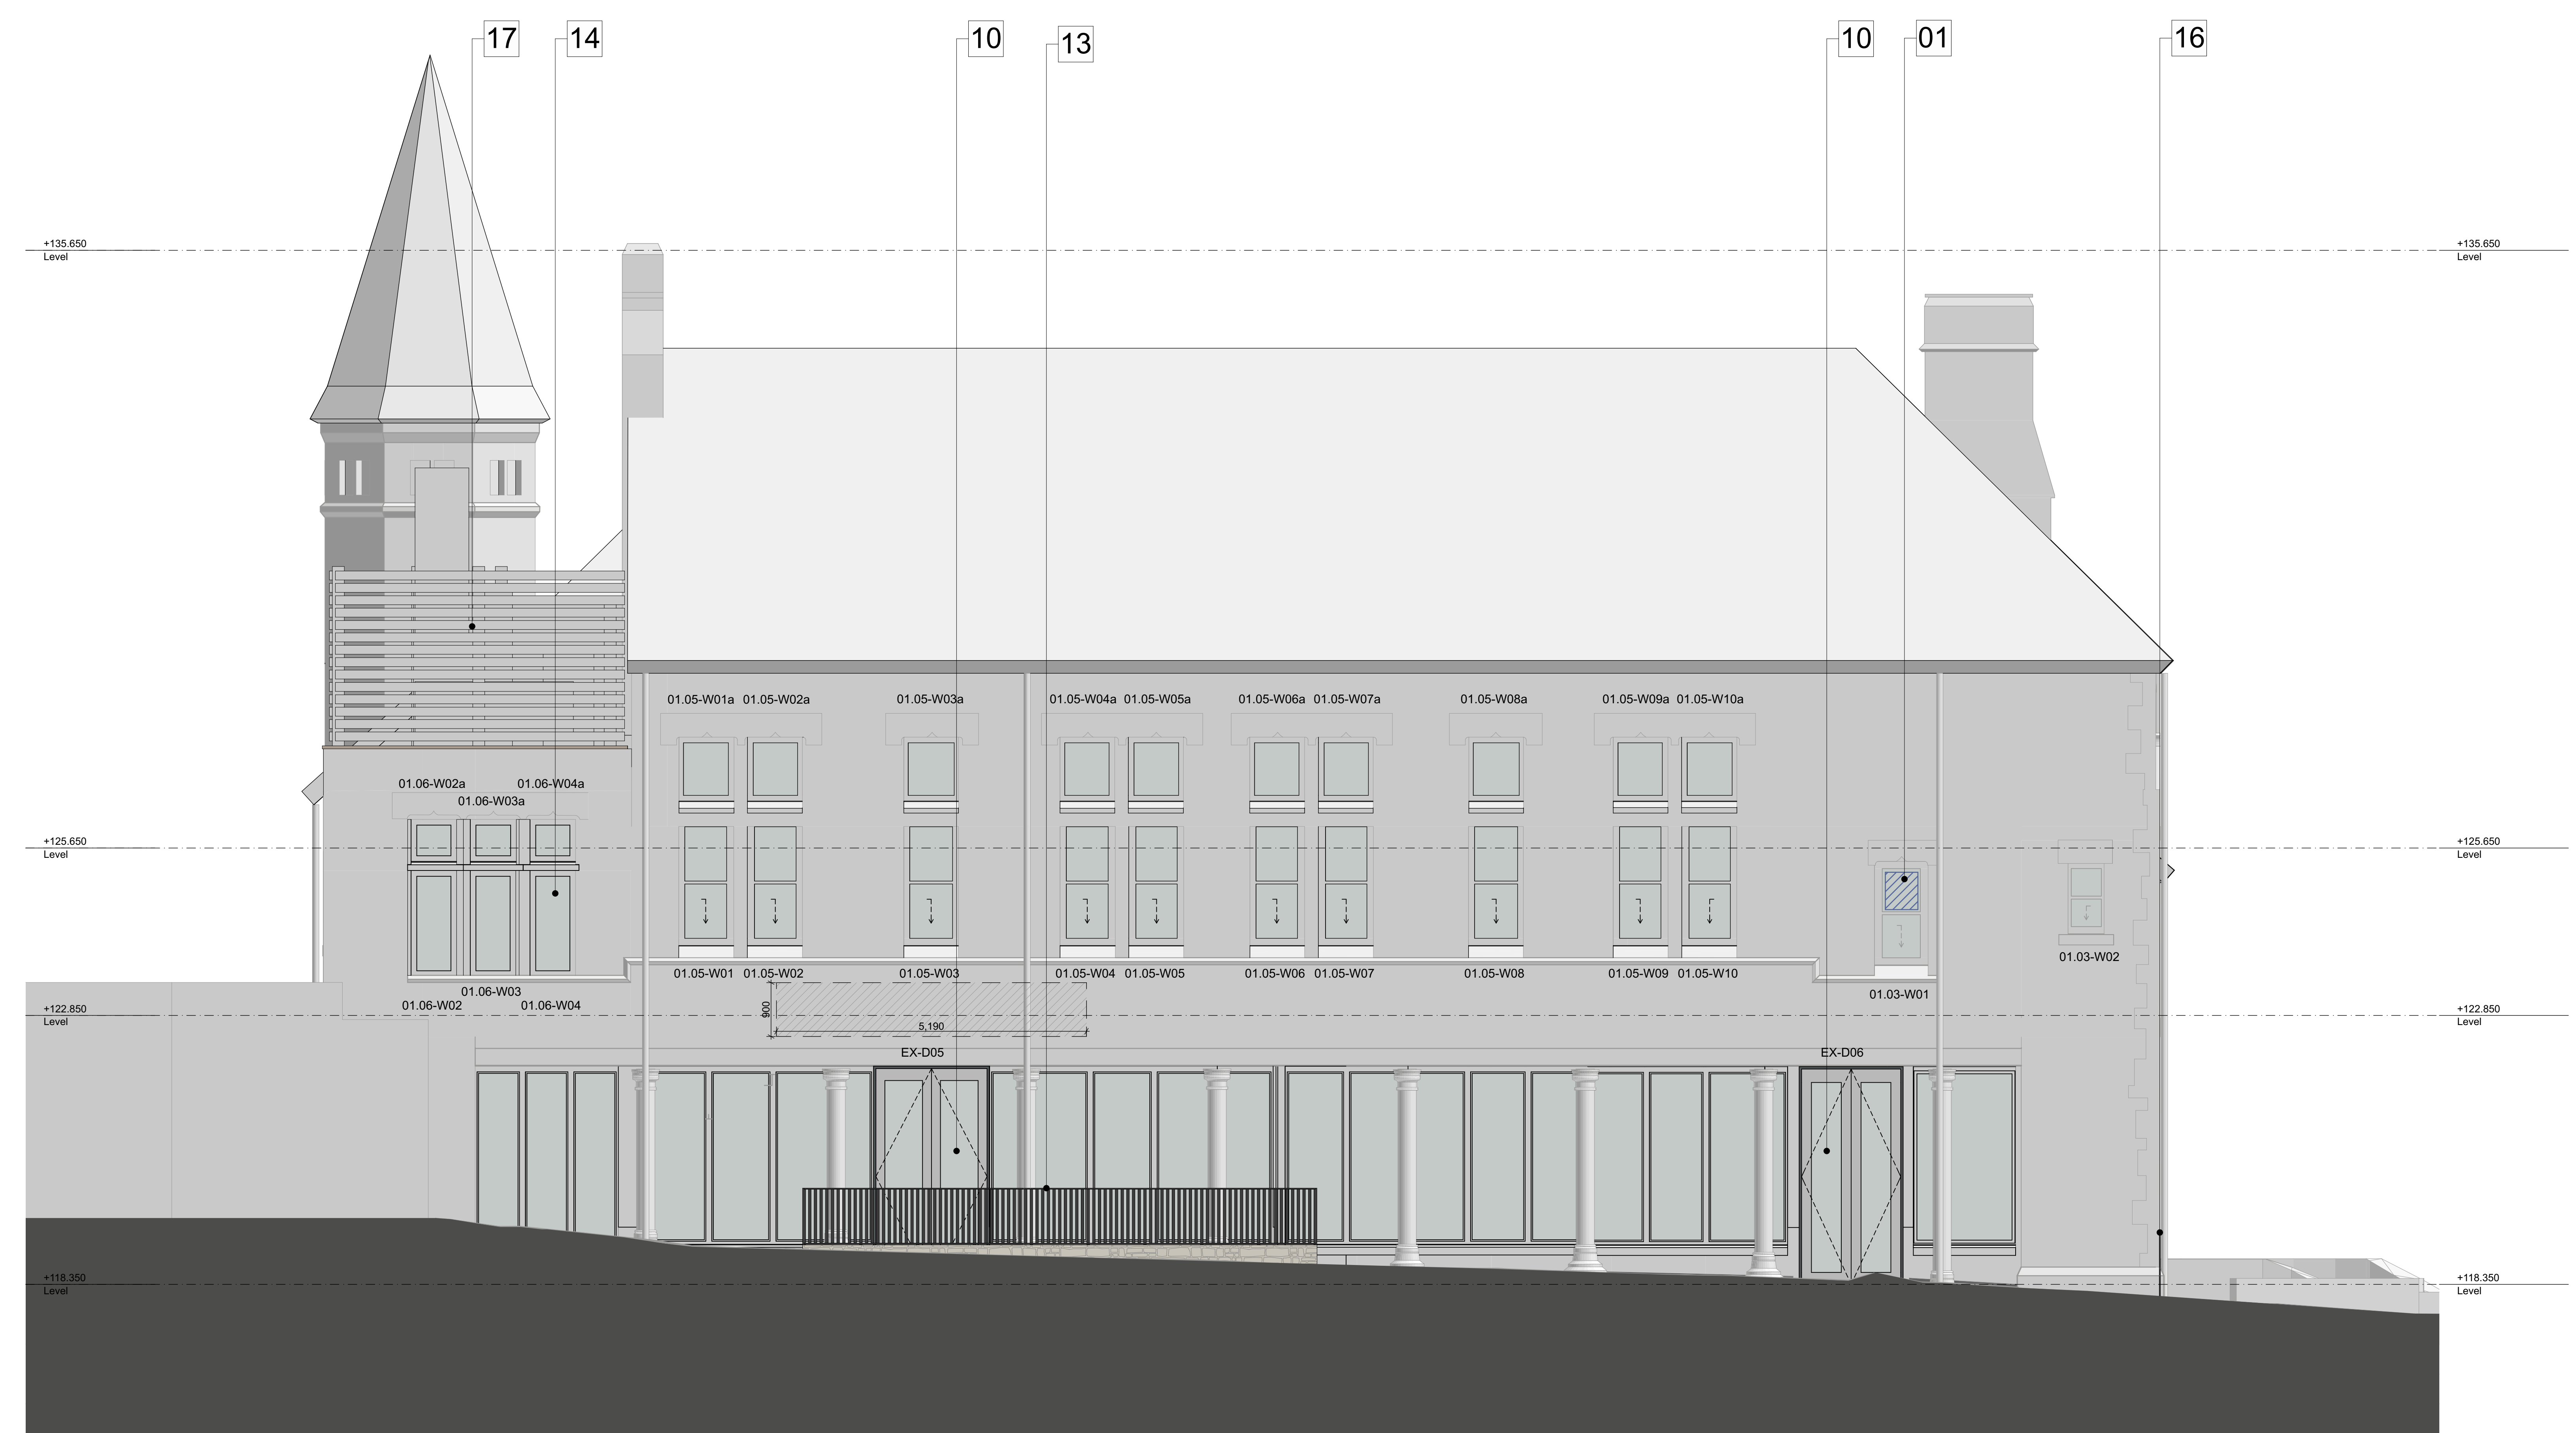 17
14
10
13
10
01
16
+135.650
Level
+135.650
Level
01.05-W01a
01.05-W02a
01.05-W03a
01.05-W04a
01.05-W05a
01.05-W06a
01.05-W07a
01.05-W08a
01.05-W09a
01.05-W10a
01.06-W02a
01.06-W04a
01.06-W03a
+125.650
Level
+125.650
Level
01.03-W02
01.05-W01
01.05-W02
01.05-W03
01.05-W04
01.05-W05
01.05-W06
01.05-W07
01.05-W08
01.05-W09
01.05-W10
01.06-W03
01.03-W01
01.06-W02
01.06-W04
+122.850
Level
900
5,190
+122.850
Level
EX-D05
EX-D06
+118.350
Level
+118.350
Level